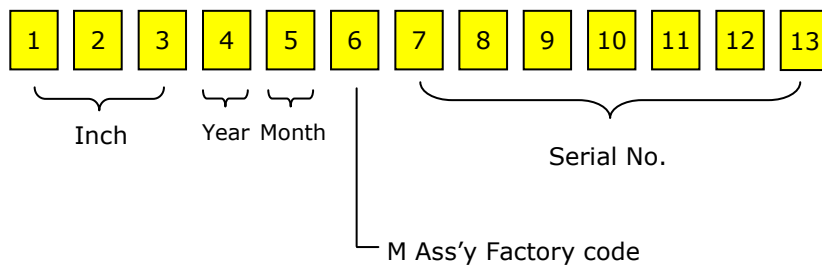 1 2 3 4 5 6 7 8 9 10 11 12 13
Inch Year Month
Serial No.
M Ass’y Factory code